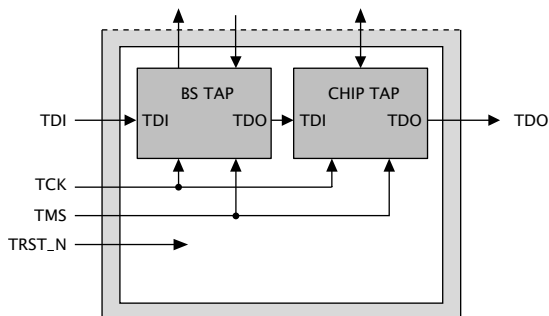 BS TAP
CHIP TAP
TDI
TDI
TDO
TDI
TDO
TDO
TCK
TMS
TRST_N